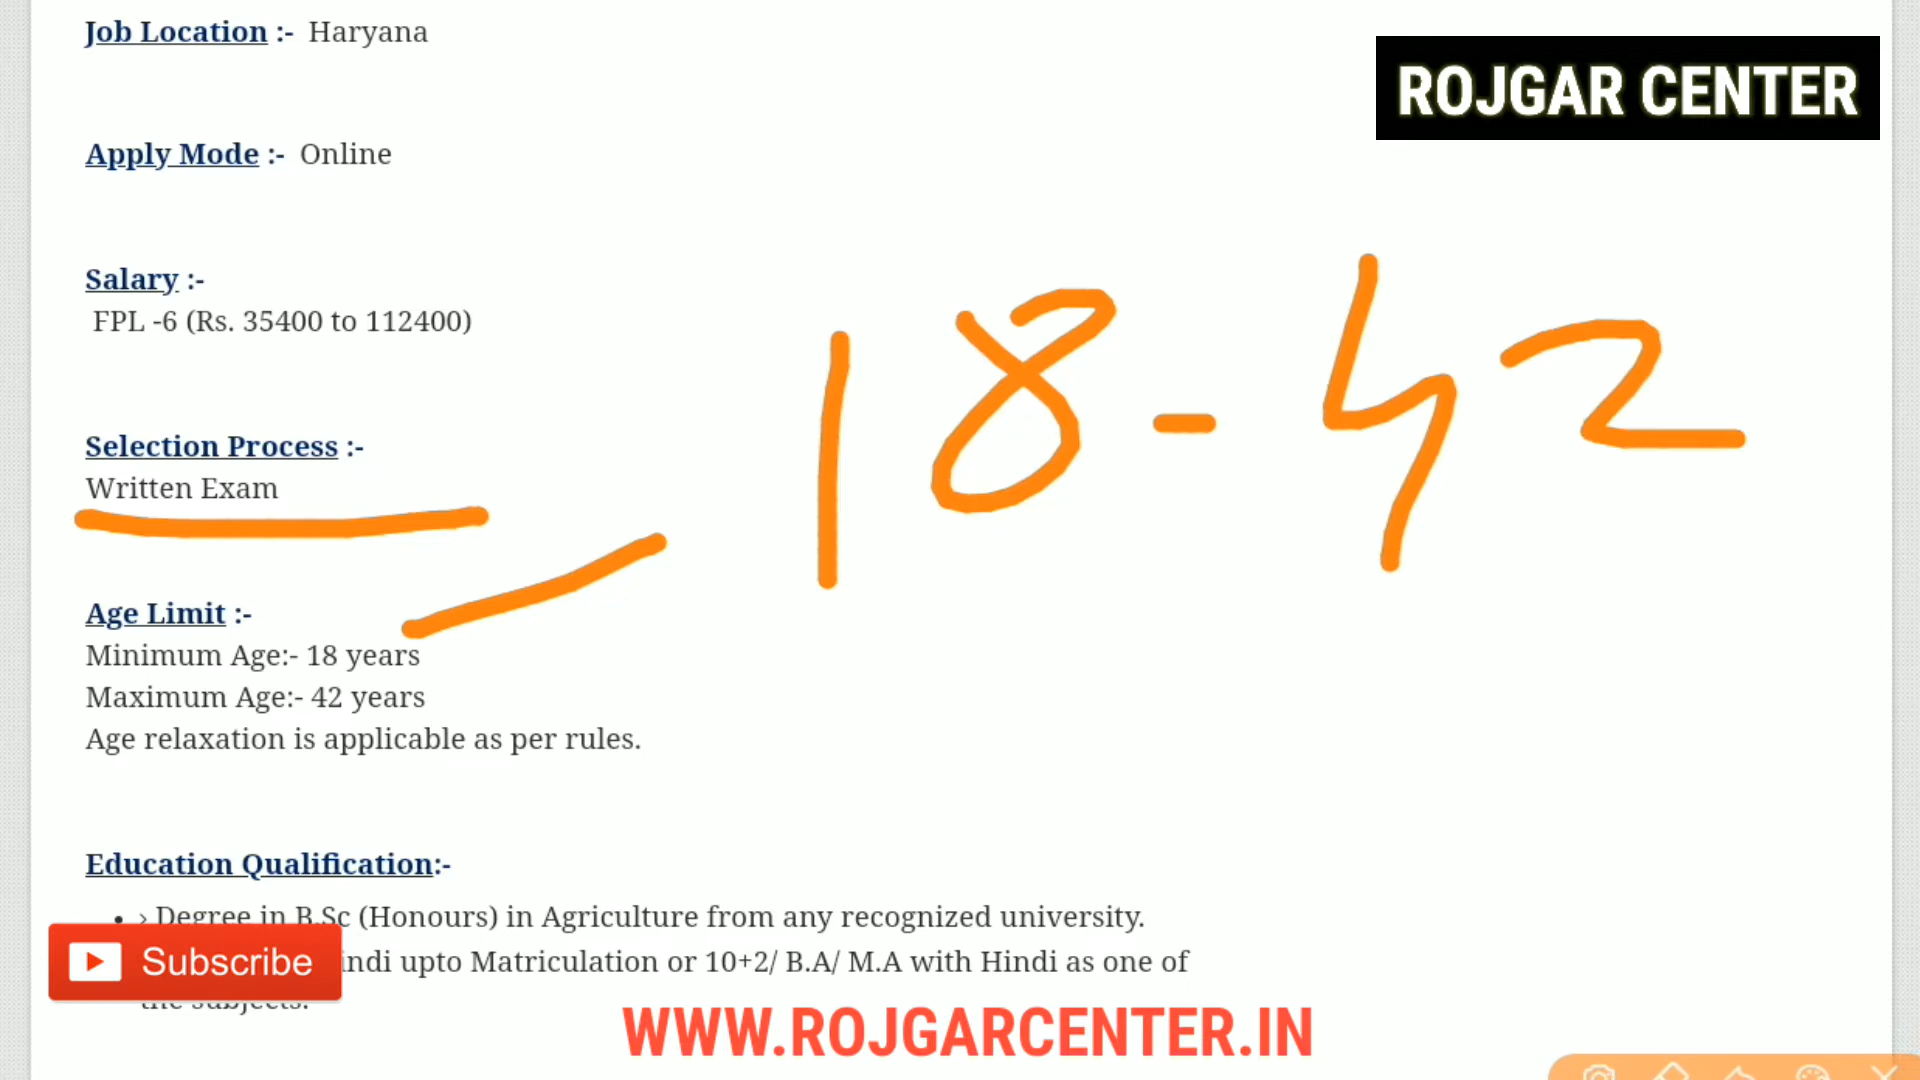 Job Location :- Haryana
ROJGAR CENTER
Apply Mode :- Online
Salary :-
FPL -6 (Rs. 35400 to 112400)
18-42
Selection Process :-
Written Exam
Age Limit :-
Minimum Age:- 18 years
Maximum Age:- 42 years
Age relaxation is applicable as per rules.
Education Qualification:-
• › Degree in B.Sc (Honours) in Agriculture from any recognized university.
Subscribe
indi upto Matriculation or 10+2/ B.A/ M.A with Hindi as one of
the subjects.
WWW.ROJGARCENTER.IN